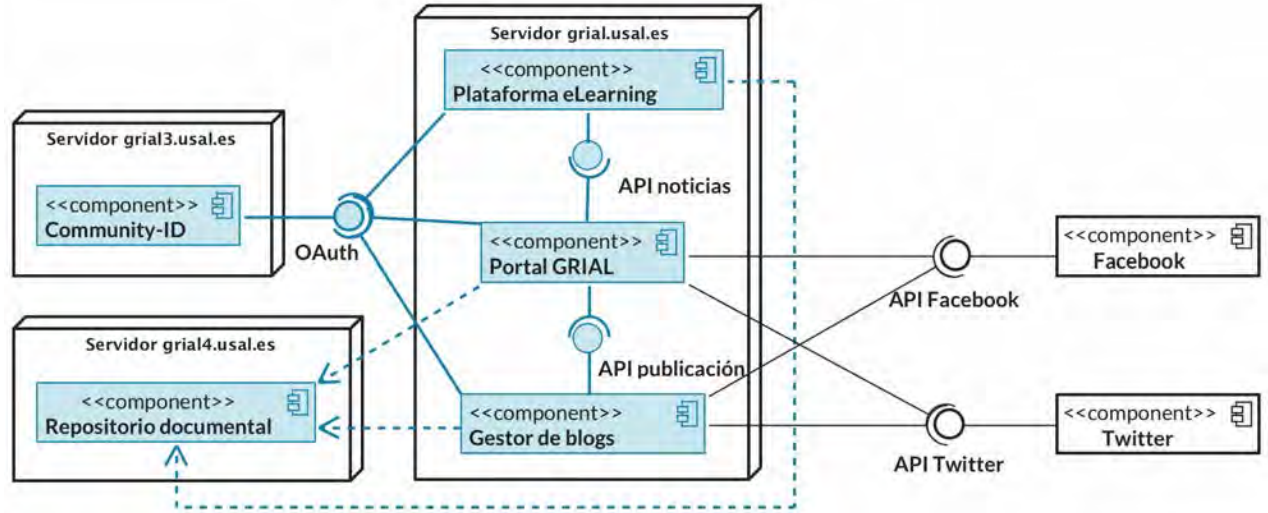 Servidor grial.usal.es
<<component>>
Plataforma eLearning
Servidor grial3.usal.es
<<component>>
Community-ID
OAuth
API noticias
<<component>>
Portal GRIAL
<<component>>
Facebook
API Facebook
Servidor grial4.usal.es
<<component>>
Repositorio documental
API publicación
<<component>>
Gestor de blogs
<<component>>
Twitter
API Twitter